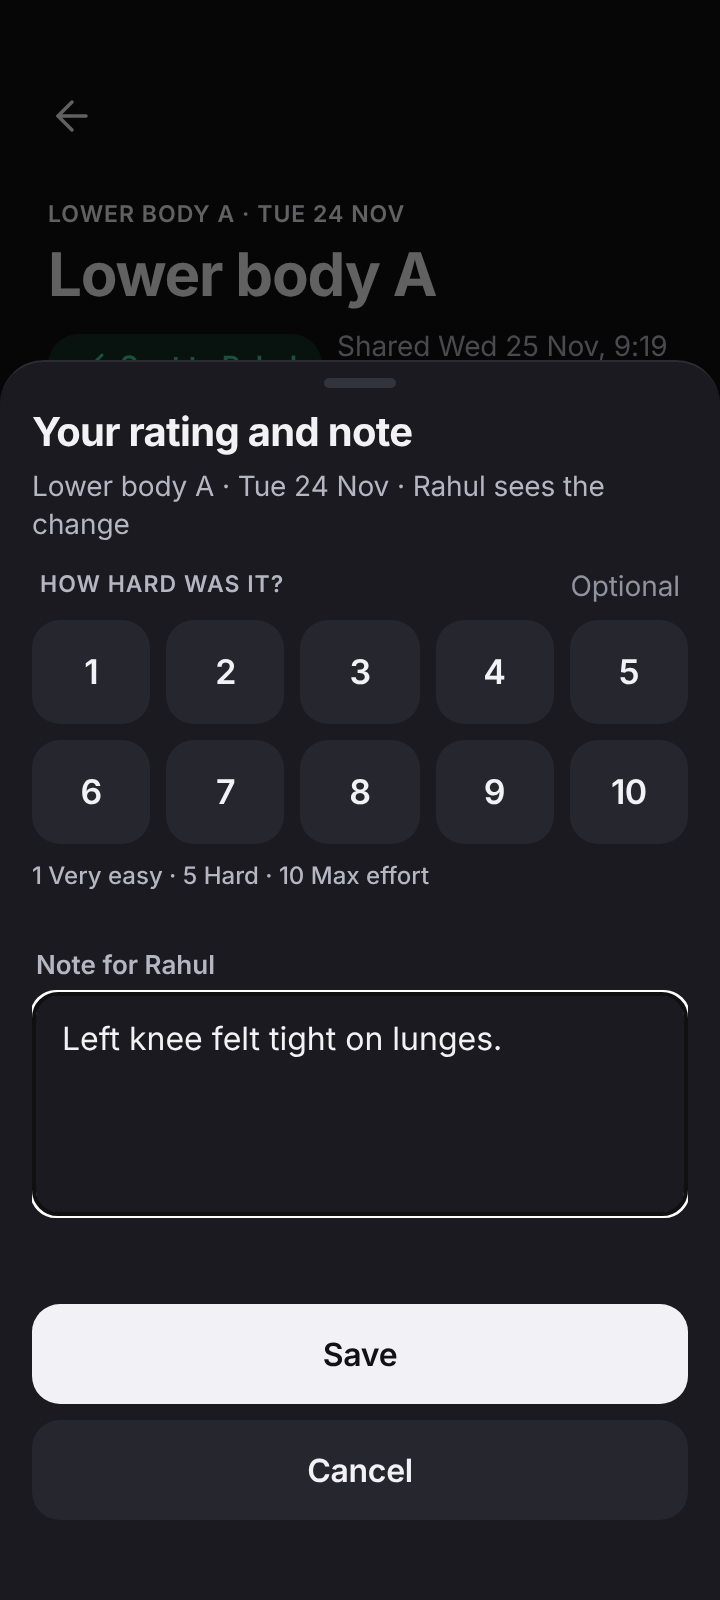 LOWER BODY A · TUE 24 NOV
Lower body A
Shared Wed 25 Nov, 9:19
Your rating and note
Lower body A · Tue 24 Nov · Rahul sees the
change
HOW HARD WAS IT?
Optional
1 2 3 4 5
6 7 8 9 10
1 Very easy · 5 Hard · 10 Max effort
Note for Rahul
Left knee felt tight on lunges.
Save
Cancel